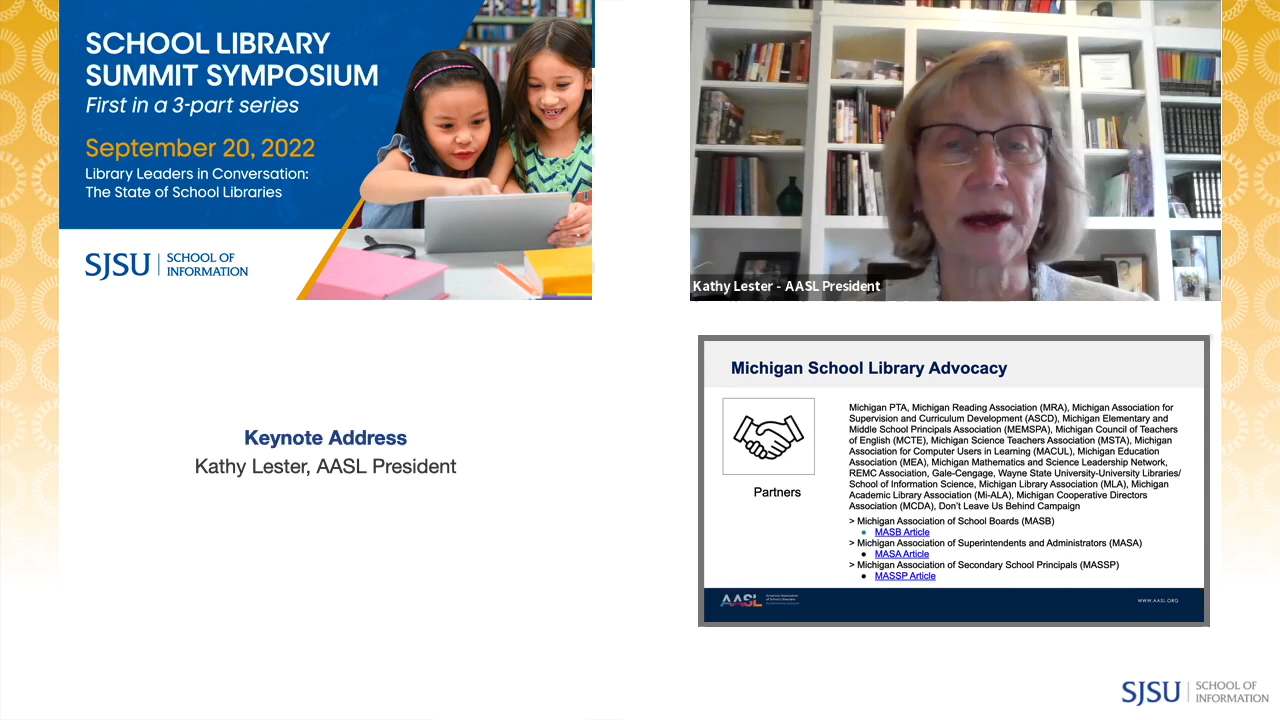 SCHOOL LIBRARY
SUMMIT SYMPOSIUM
First in a 3-part series
September 20, 2022
Library Leaders in Conversation:
The State of School Libraries
SJSU | SCHOOL OF
INFORMATION
Kathy Lester - AASL President
Keynote Address
Kathy Lester, AASL President
Michigan School Library Advocacy
Partners
Michigan PTA, Michigan Reading Association (MRA), Michigan Association for
Supervision and Curriculum Development (ASCD), Michigan Elementary and
Middle School Principals Association (MEMSPA), Michigan Council of Teachers
of English (MCTE), Michigan Science Teachers Association (MSTA), Michigan
Association for Computer Users in Learning (MACUL), Michigan Education
Association (MEA), Michigan Mathematics and Science Leadership Network,
REMC Association, Gale-Cengage, Wayne State University-University Libraries/
School of Information Science, Michigan Library Association (MLA), Michigan
Academic Library Association (Mi-ALA), Michigan Cooperative Directors
Association (MCDA), Don't Leave Us Behind Campaign
> Michigan Association of School Boards (MASB)
● MASB Article
> Michigan Association of Superintendents and Administrators (MASA)
● MASA Article
> Michigan Association of Secondary School Principals (MASSP)
● MASSP Article
AASL
American Association
of School Librarians
WWW.AASL.ORG
SJSU | SCHOOL OF
INFORMATION